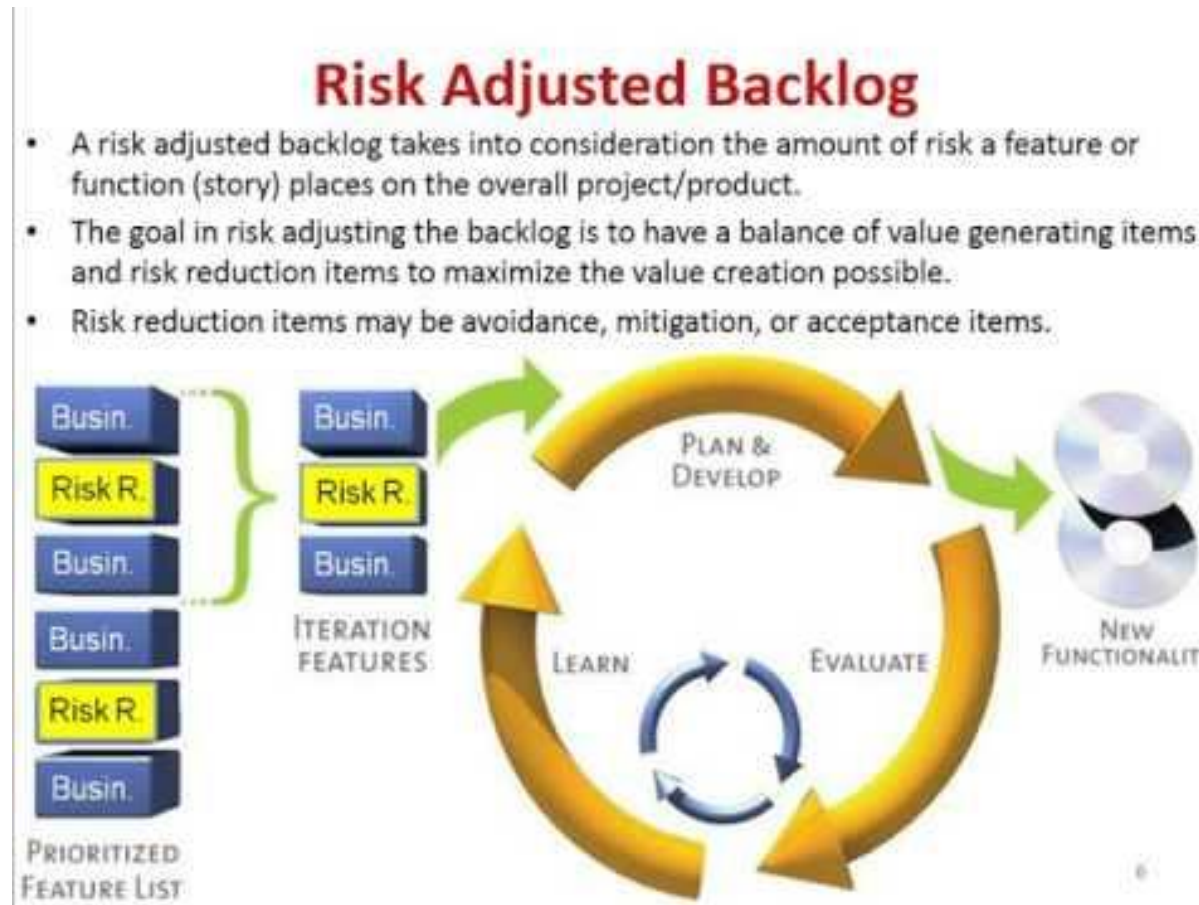 Risk Adjusted Backlog
• A risk adjusted backlog takes into consideration the amount of risk a feature or
function (story) places on the overall project/product.
• The goal in risk adjusting the backlog is to have a balance of value generating items
and risk reduction items to maximize the value creation possible.
• Risk reduction items may be avoidance, mitigation, or acceptance items.
Busin.
Risk R.
Busin.
Busin.
Risk R.
Busin.
PRIORITIZED
FEATURE LIST
Busin.
Risk R.
Busin.
ITERATION
FEATURES
PLAN &
DEVELOP
LEARN
EVALUATE
NEW
FUNCTIONALIT
6